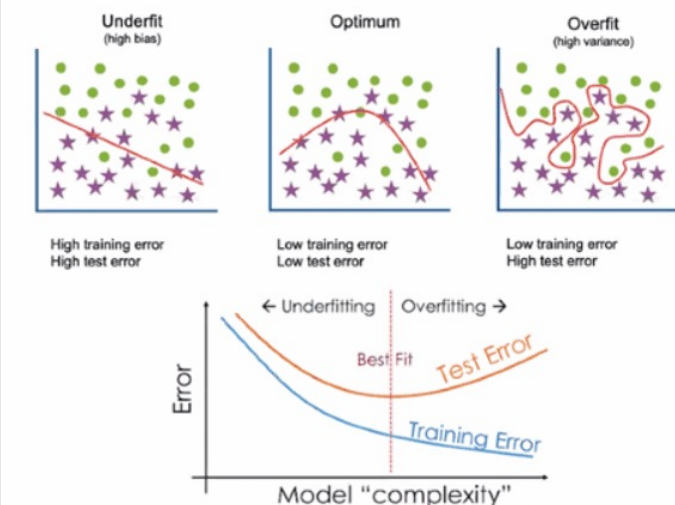 Underfit
(high bias)
Optimum
Overfit
(high variance)
High training error
High test error
Low training error
Low test error
Low training error
High test error
← Underfitting
Overfitting →
Best Fit
Test Error
Training Error
Error
Model “complexity”